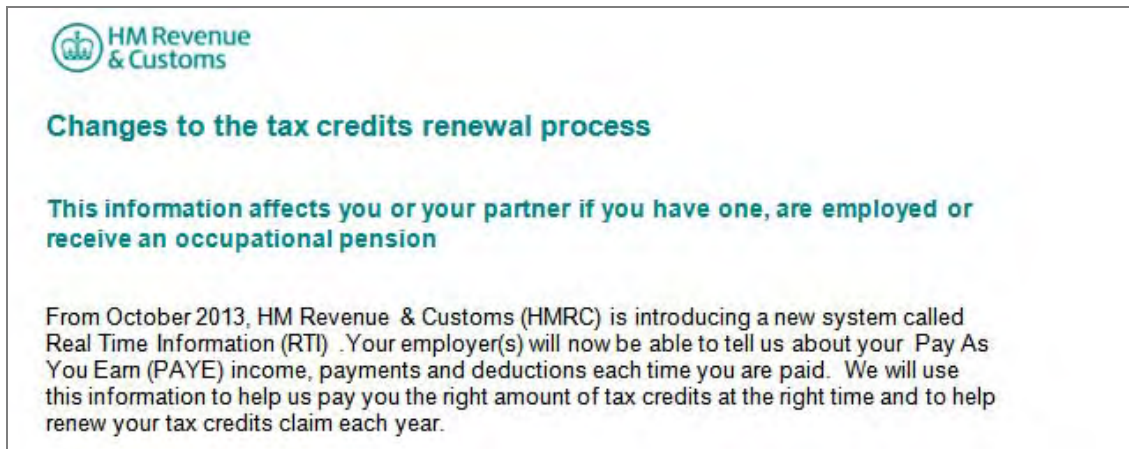 HM Revenue
& Customs
Changes to the tax credits renewal process
This information affects you or your partner if you have one, are employed or
receive an occupational pension
From October 2013, HM Revenue & Customs (HMRC) is introducing a new system called
Real Time Information (RTI) .Your employer(s) will now be able to tell us about your Pay As
You Earn (PAYE) income, payments and deductions each time you are paid. We will use
this information to help us pay you the right amount of tax credits at the right time and to help
renew your tax credits claim each year.